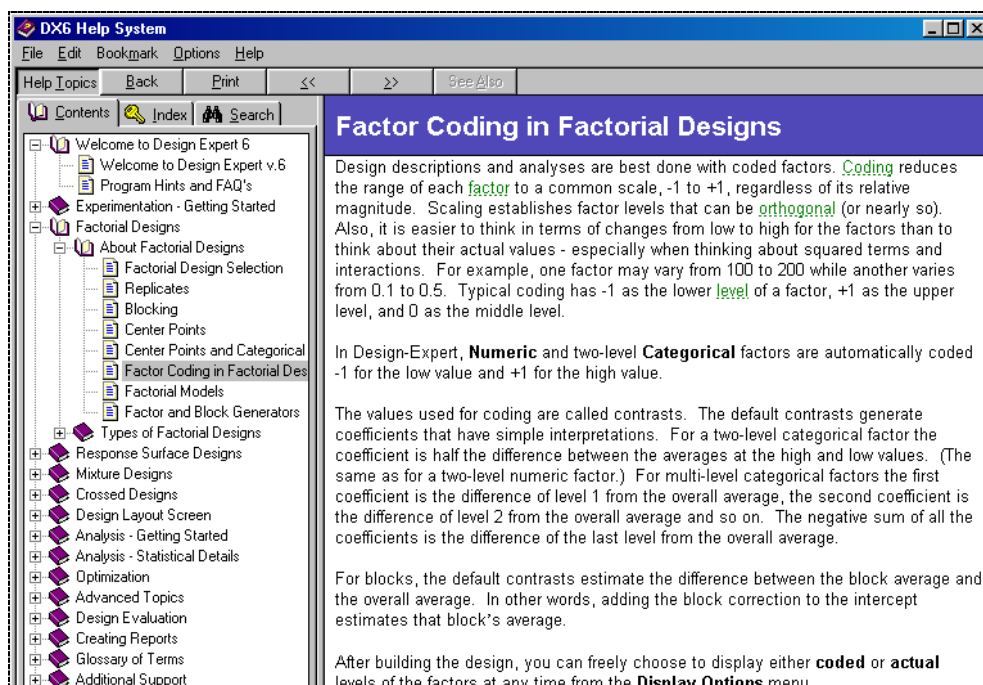 DX6 Help System
File Edit Bookmark Options Help
Help Topics Back Print << >> See Also
Contents Index Search
Welcome to Design Expert 6
Welcome to Design Expert v.6
Program Hints and FAQ's
Experimentation - Getting Started
Factorial Designs
About Factorial Designs
Factorial Design Selection
Replicates
Blocking
Center Points
Center Points and Categorical
Factor Coding in Factorial Des
Factorial Models
Factor and Block Generators
Types of Factorial Designs
Response Surface Designs
Mixture Designs
Crossed Designs
Design Layout Screen
Analysis - Getting Started
Analysis - Statistical Details
Optimization
Advanced Topics
Design Evaluation
Creating Reports
Glossary of Terms
Additional Support
Factor Coding in Factorial Designs
Design descriptions and analyses are best done with coded factors. Coding reduces
the range of each factor to a common scale, -1 to +1, regardless of its relative
magnitude. Scaling establishes factor levels that can be orthogonal (or nearly so).
Also, it is easier to think in terms of changes from low to high for the factors than to
think about their actual values - especially when thinking about squared terms and
interactions. For example, one factor may vary from 100 to 200 while another varies
from 0.1 to 0.5. Typical coding has -1 as the lower level of a factor, +1 as the upper
level, and 0 as the middle level.
In Design-Expert, Numeric and two-level Categorical factors are automatically coded
-1 for the low value and +1 for the high value.
The values used for coding are called contrasts. The default contrasts generate
coefficients that have simple interpretations. For a two-level categorical factor the
coefficient is half the difference between the averages at the high and low values. (The
same as for a two-level numeric factor.) For multi-level categorical factors the first
coefficient is the difference of level 1 from the overall average, the second coefficient is
the difference of level 2 from the overall average and so on. The negative sum of all the
coefficients is the difference of the last level from the overall average.
For blocks, the default contrasts estimate the difference between the block average and
the overall average. In other words, adding the block correction to the intercept
estimates that block's average.
After building the design, you can freely choose to display either coded or actual
levels of the factors at any time from the Display Options menu